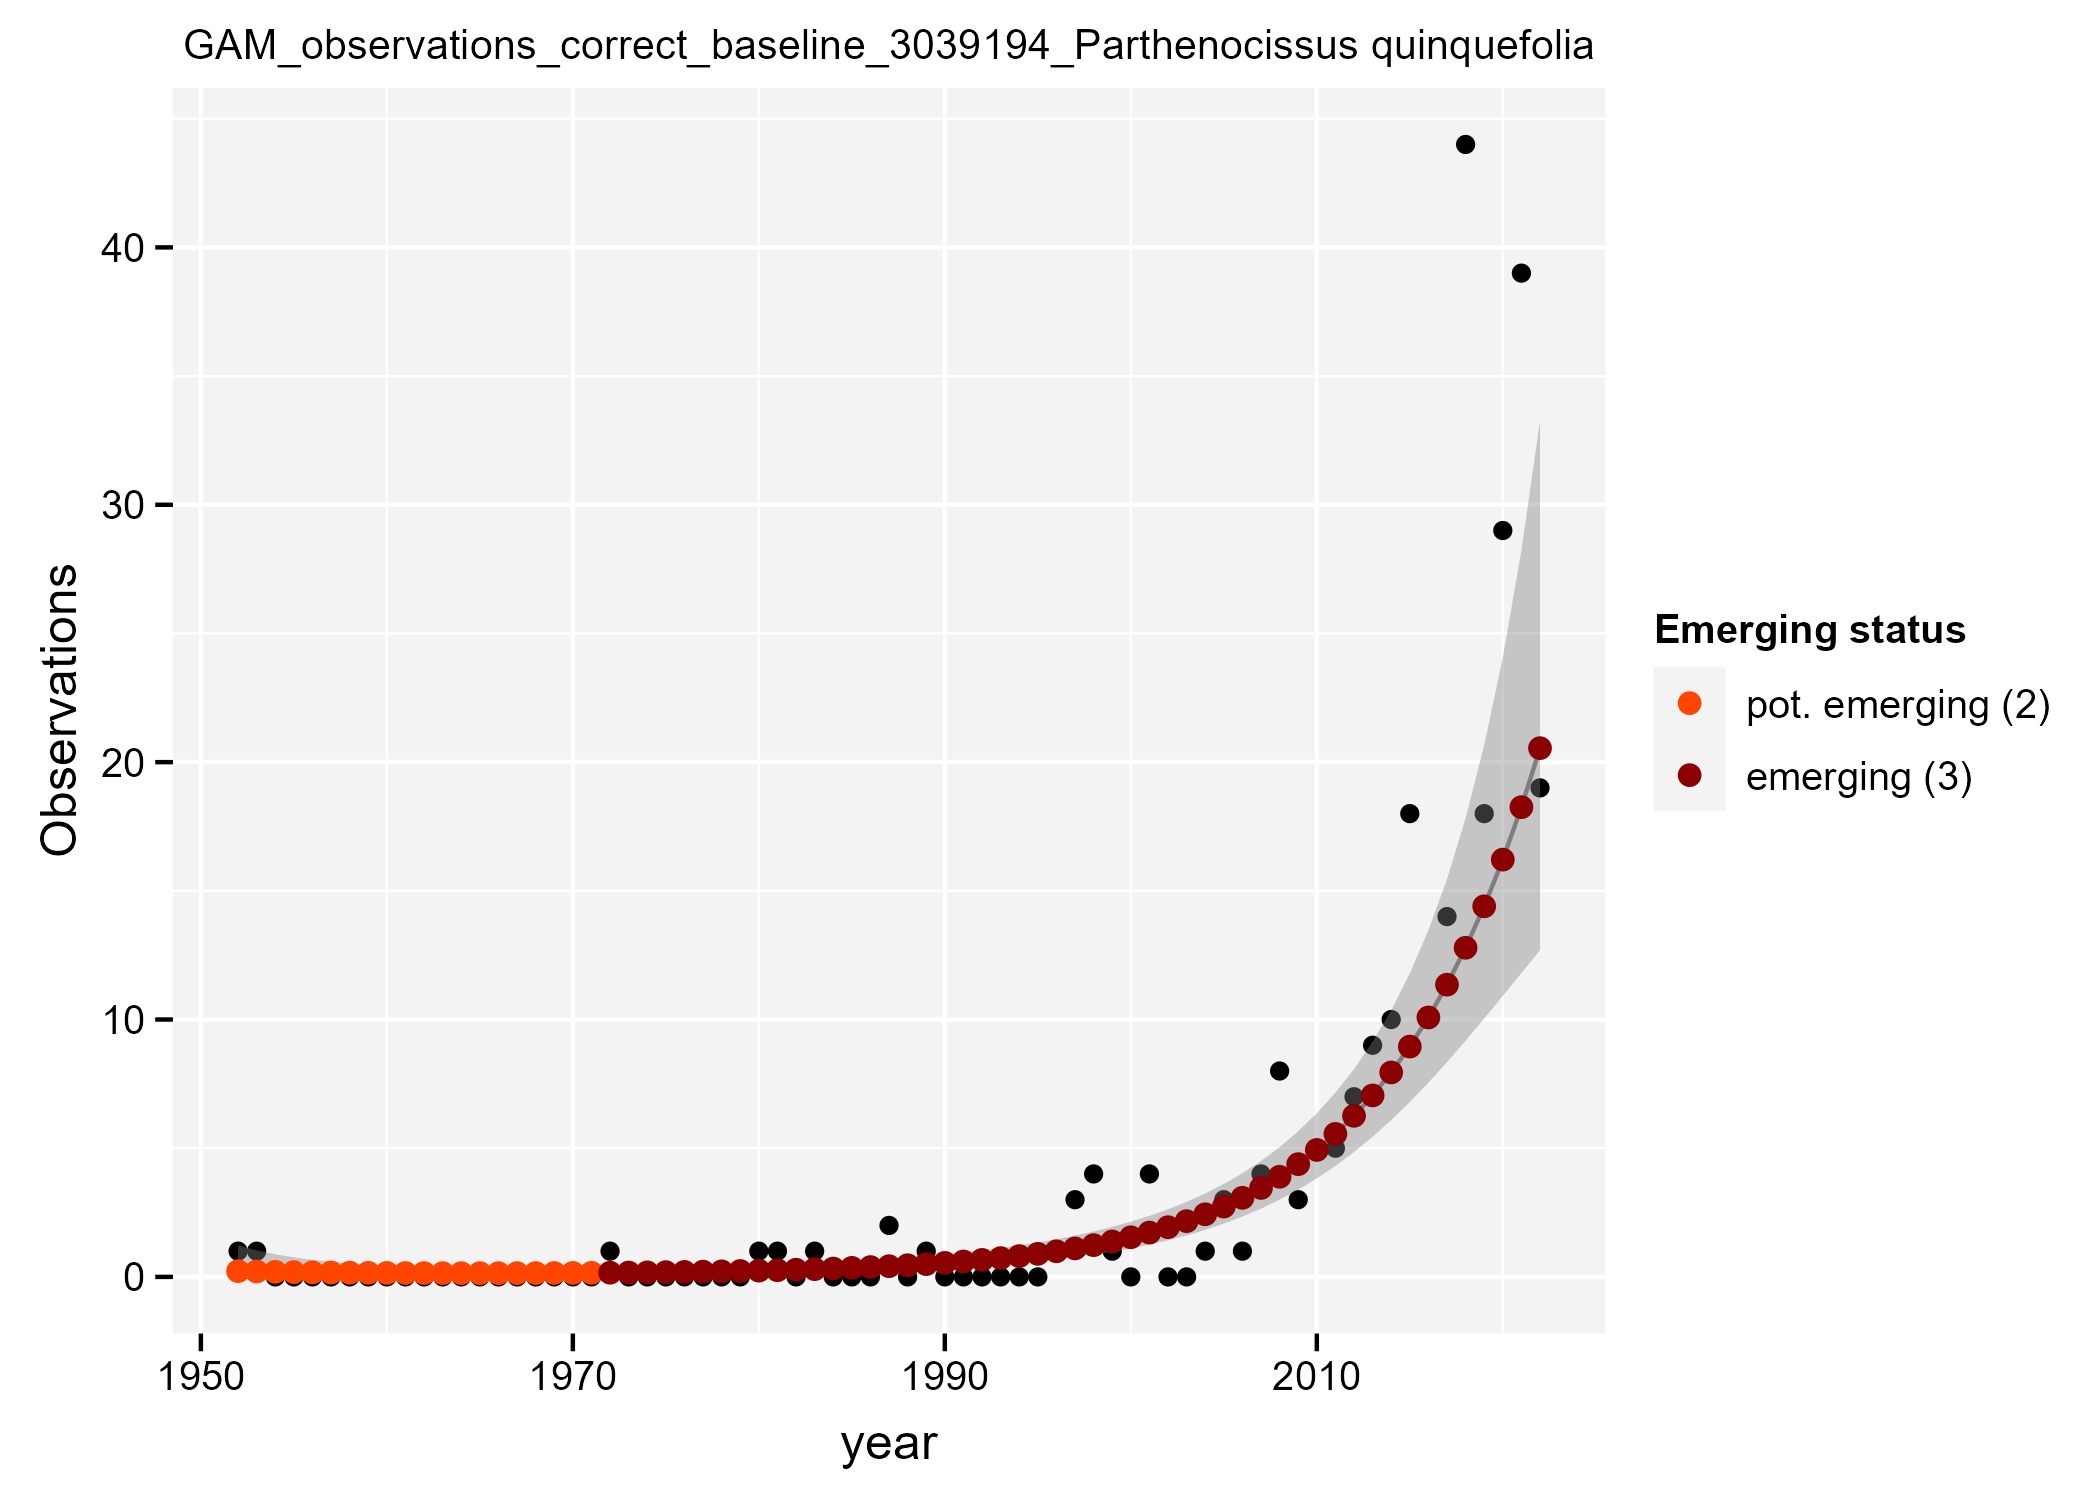 GAM_observations_correct_baseline_3039194_Parthenocissus quinquefolia
Observations
40
30
20
10
0
1950 1970 1990 2010
year
Emerging status
pot. emerging (2)
emerging (3)